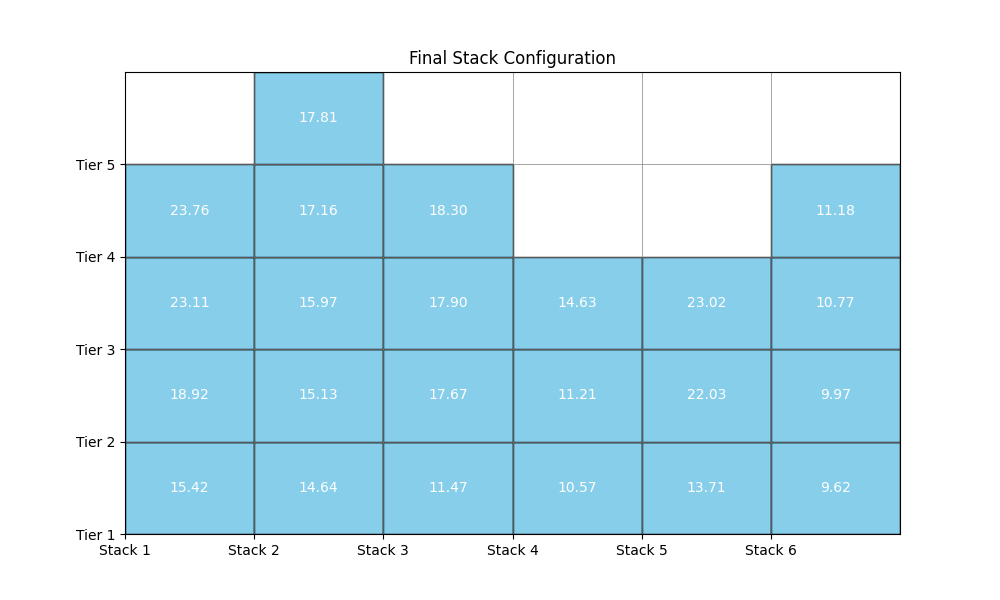 Final Stack Configuration
17.81
Tier 5
23.76 17.16 18.30 11.18
Tier 4
23.11 15.97 17.90 14.63 23.02 10.77
Tier 3
18.92 15.13 17.67 11.21 22.03 9.97
Tier 2
15.42 14.64 11.47 10.57 13.71 9.62
Tier 1
Stack 1 Stack 2 Stack 3 Stack 4 Stack 5 Stack 6